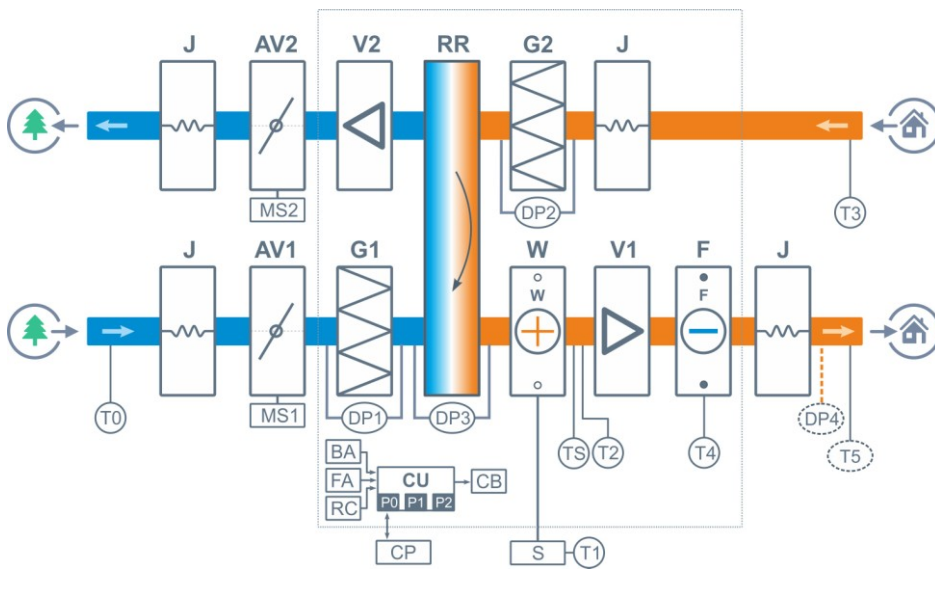 J AV2 V2 RR G2 J
MS2 DP2 T3
J AV1 G1 W V1 F J
W F
T0 MS1 DP1 DP3 TS T2 T4 DP4
T5
BA
FA CU CB
RC P0 P1 P2
CP S T1